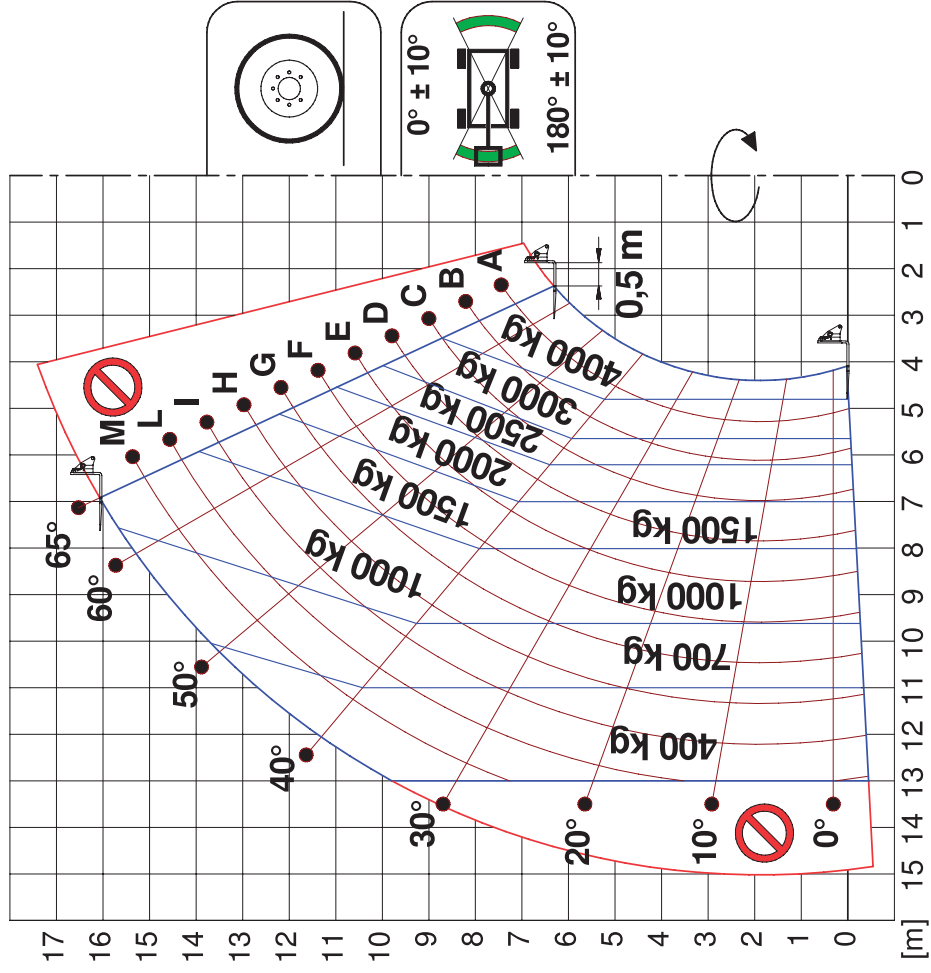 0° ± 10°
180° ± 10°
0,5 m
A
B
C
D
E
F
G
H
I
L
M
65°
60°
50°
40°
30°
20°
10°
0°
4000 kg
3000 kg
2500 kg
2000 kg
1500 kg
1000 kg
1500 kg
1000 kg
700 kg
400 kg
17
16
15
14
13
12
11
10
9
8
7
6
5
4
3
2
1
0
[m]
15
14
13
12
11
10
9
8
7
6
5
4
3
2
1
0